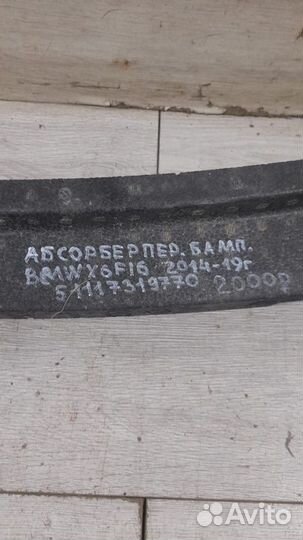 АБСОРБЕР ПЕР. БАМП.
BMW X6 F16 2014-19г
51117319770 2000р
Avito